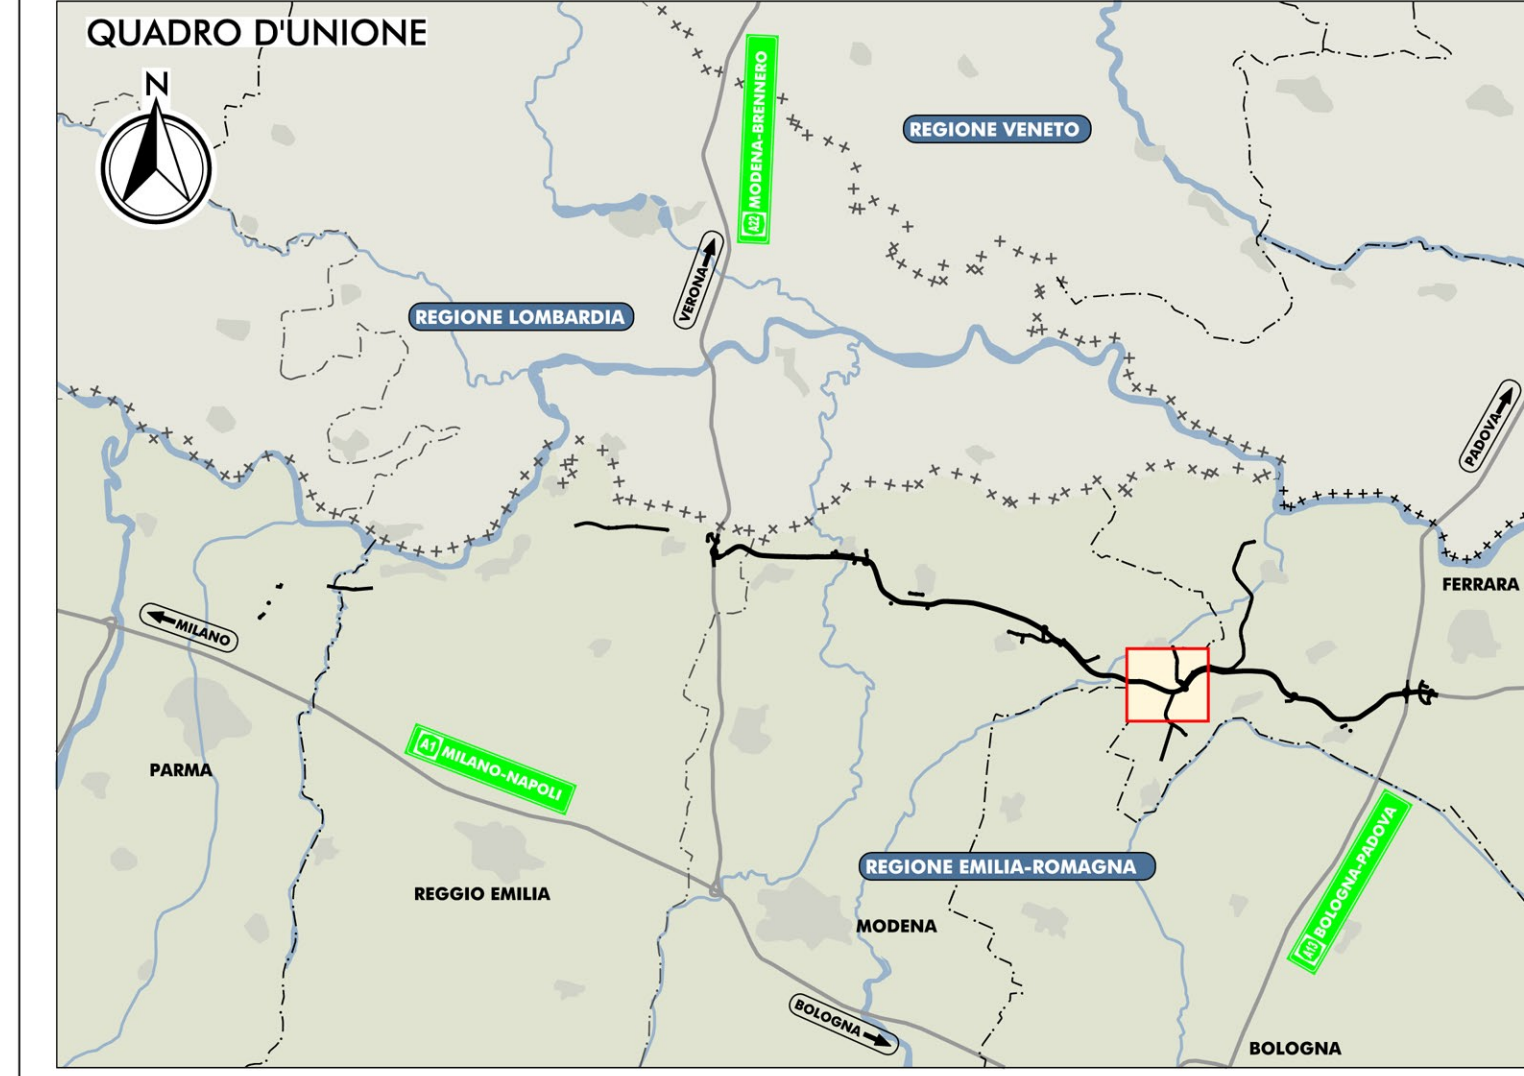 QUADRO D'UNIONE
N
A22 MODENA-BRENNERO
REGIONE VENETO
VERONA
REGIONE LOMBARDIA
PADOVA
FERRARA
MILANO
PARMA
A1 MILANO-NAPOLI
REGGIO EMILIA
REGIONE EMILIA-ROMAGNA
MODENA
A13 BOLOGNA-PADOVA
BOLOGNA
BOLOGNA